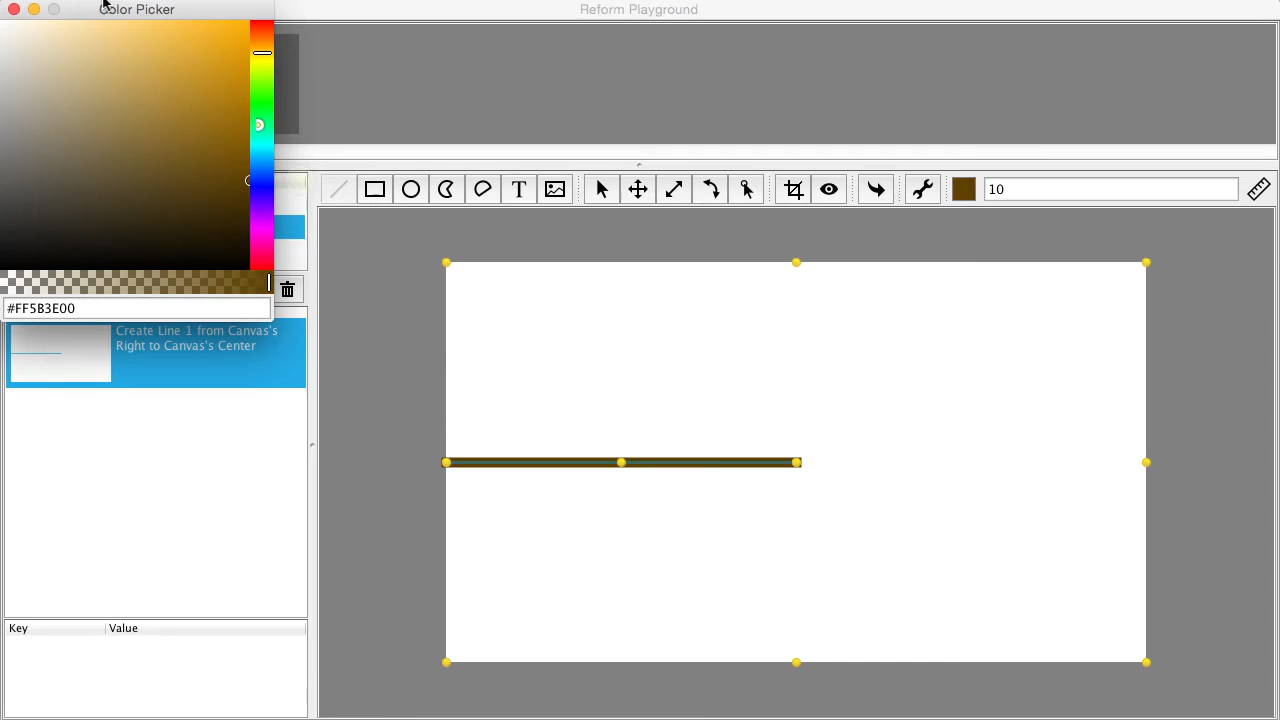 Color Picker
Reform Playground
T
10
#FF5B3E00
Create Line 1 from Canvas's
Right to Canvas's Center
Key
Value